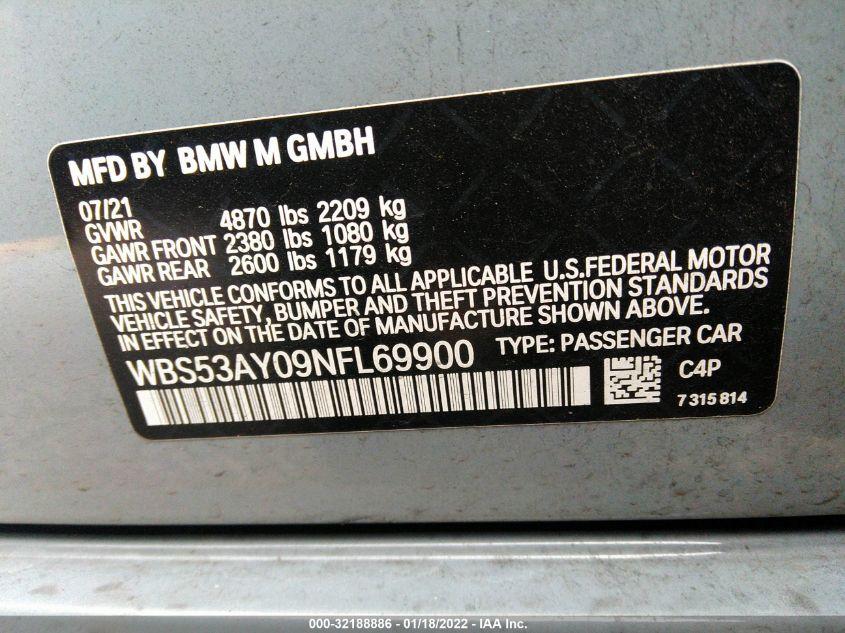 MFD BY BMW M GMBH
07/21
GVWR 4870 lbs 2209 kg
GAWR FRONT 2380 lbs 1080 kg
GAWR REAR 2600 lbs 1179 kg
THIS VEHICLE CONFORMS TO ALL APPLICABLE U.S.FEDERAL MOTOR
VEHICLE SAFETY, BUMPER AND THEFT PREVENTION STANDARDS
IN EFFECT ON THE DATE OF MANUFACTURE SHOWN ABOVE.
WBS53AY09NFL69900 TYPE: PASSENGER CAR
C4P
7 315 814
000-32188886 - 01/18/2022 - IAA Inc.